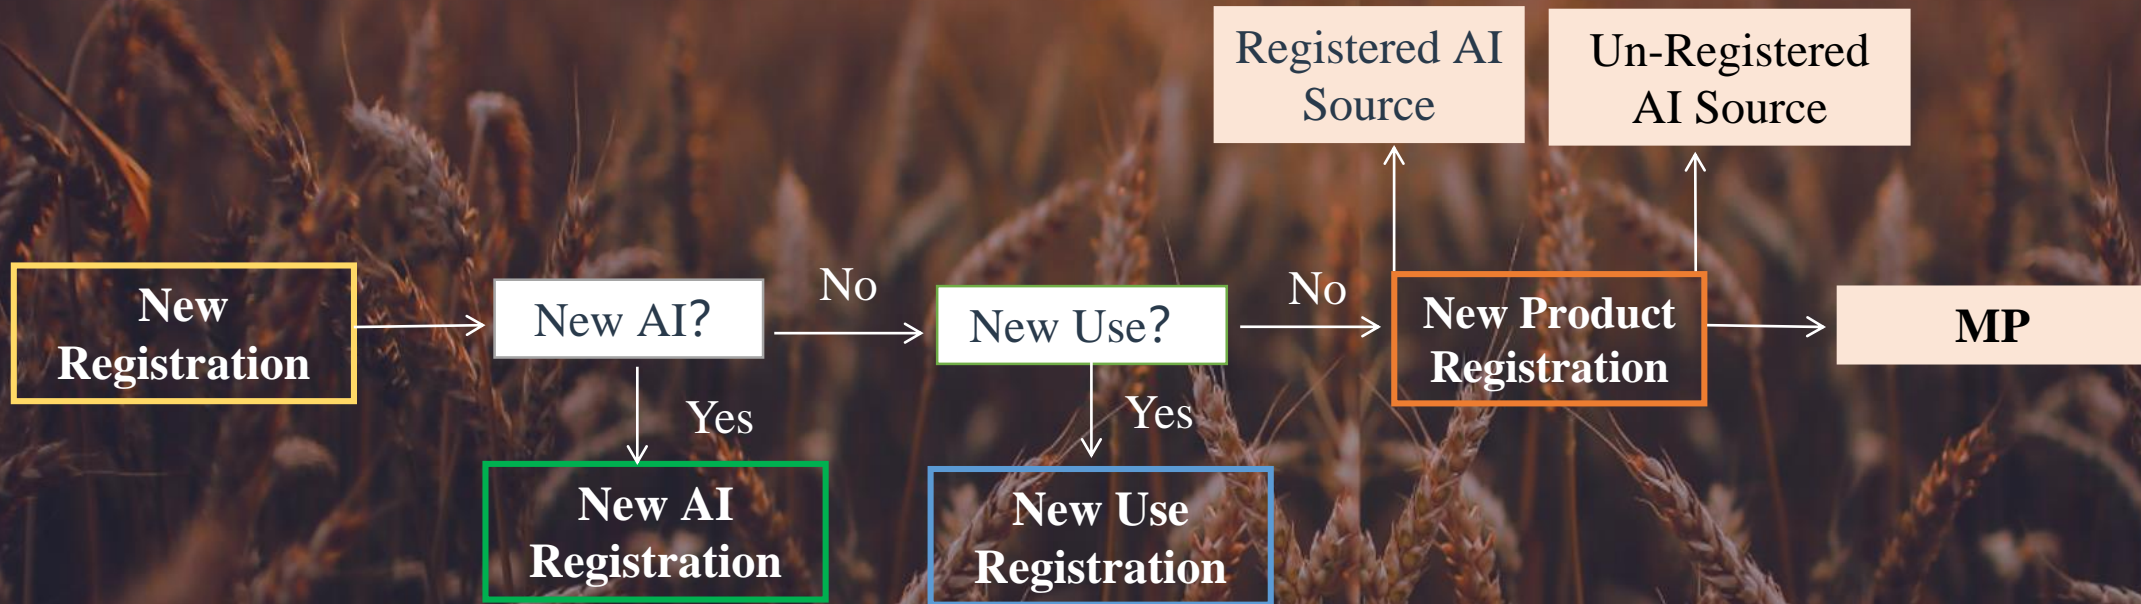 Registered AI
Source
Un-Registered
AI Source
New
Registration
New AI?
No
New Use?
No
New Product
Registration
MP
Yes
Yes
New AI
Registration
New Use
Registration